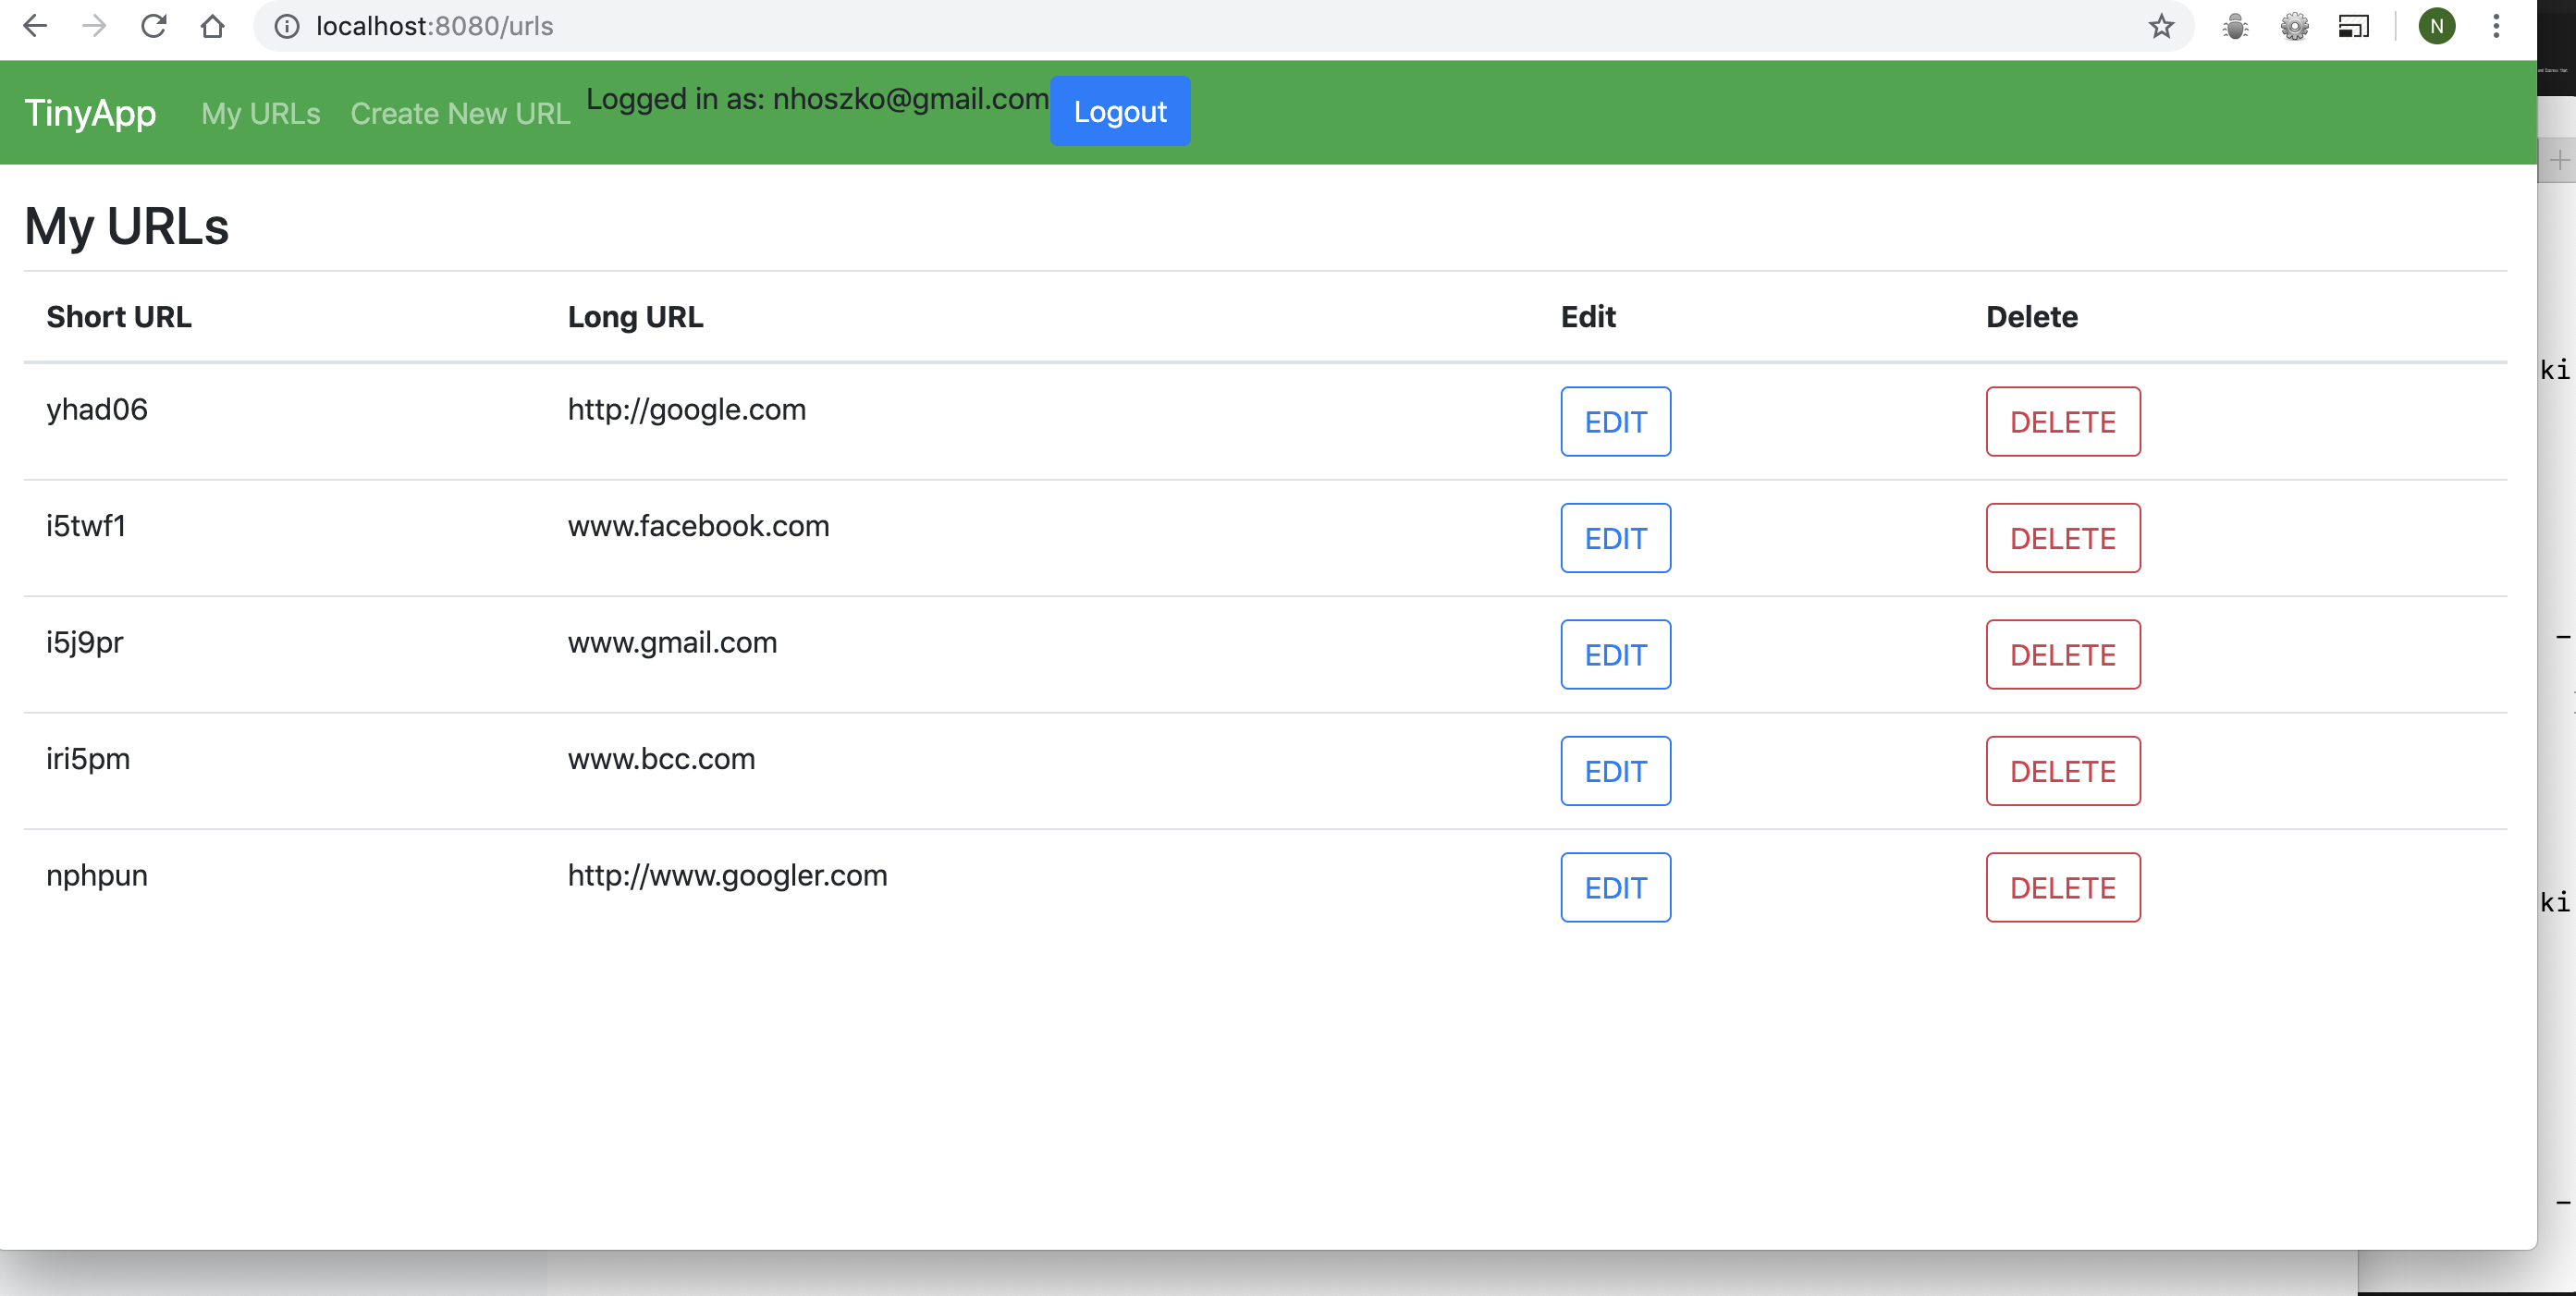 localhost:8080/urls
N
TinyApp My URLs Create New URL Logged in as: nhoszko@gmail.com Logout
My URLs
Short URL Long URL Edit Delete
yhad06 http://google.com EDIT DELETE
i5twf1 www.facebook.com EDIT DELETE
i5j9pr www.gmail.com EDIT DELETE
iri5pm www.bcc.com EDIT DELETE
nphpun http://www.googler.com EDIT DELETE
ki
ki